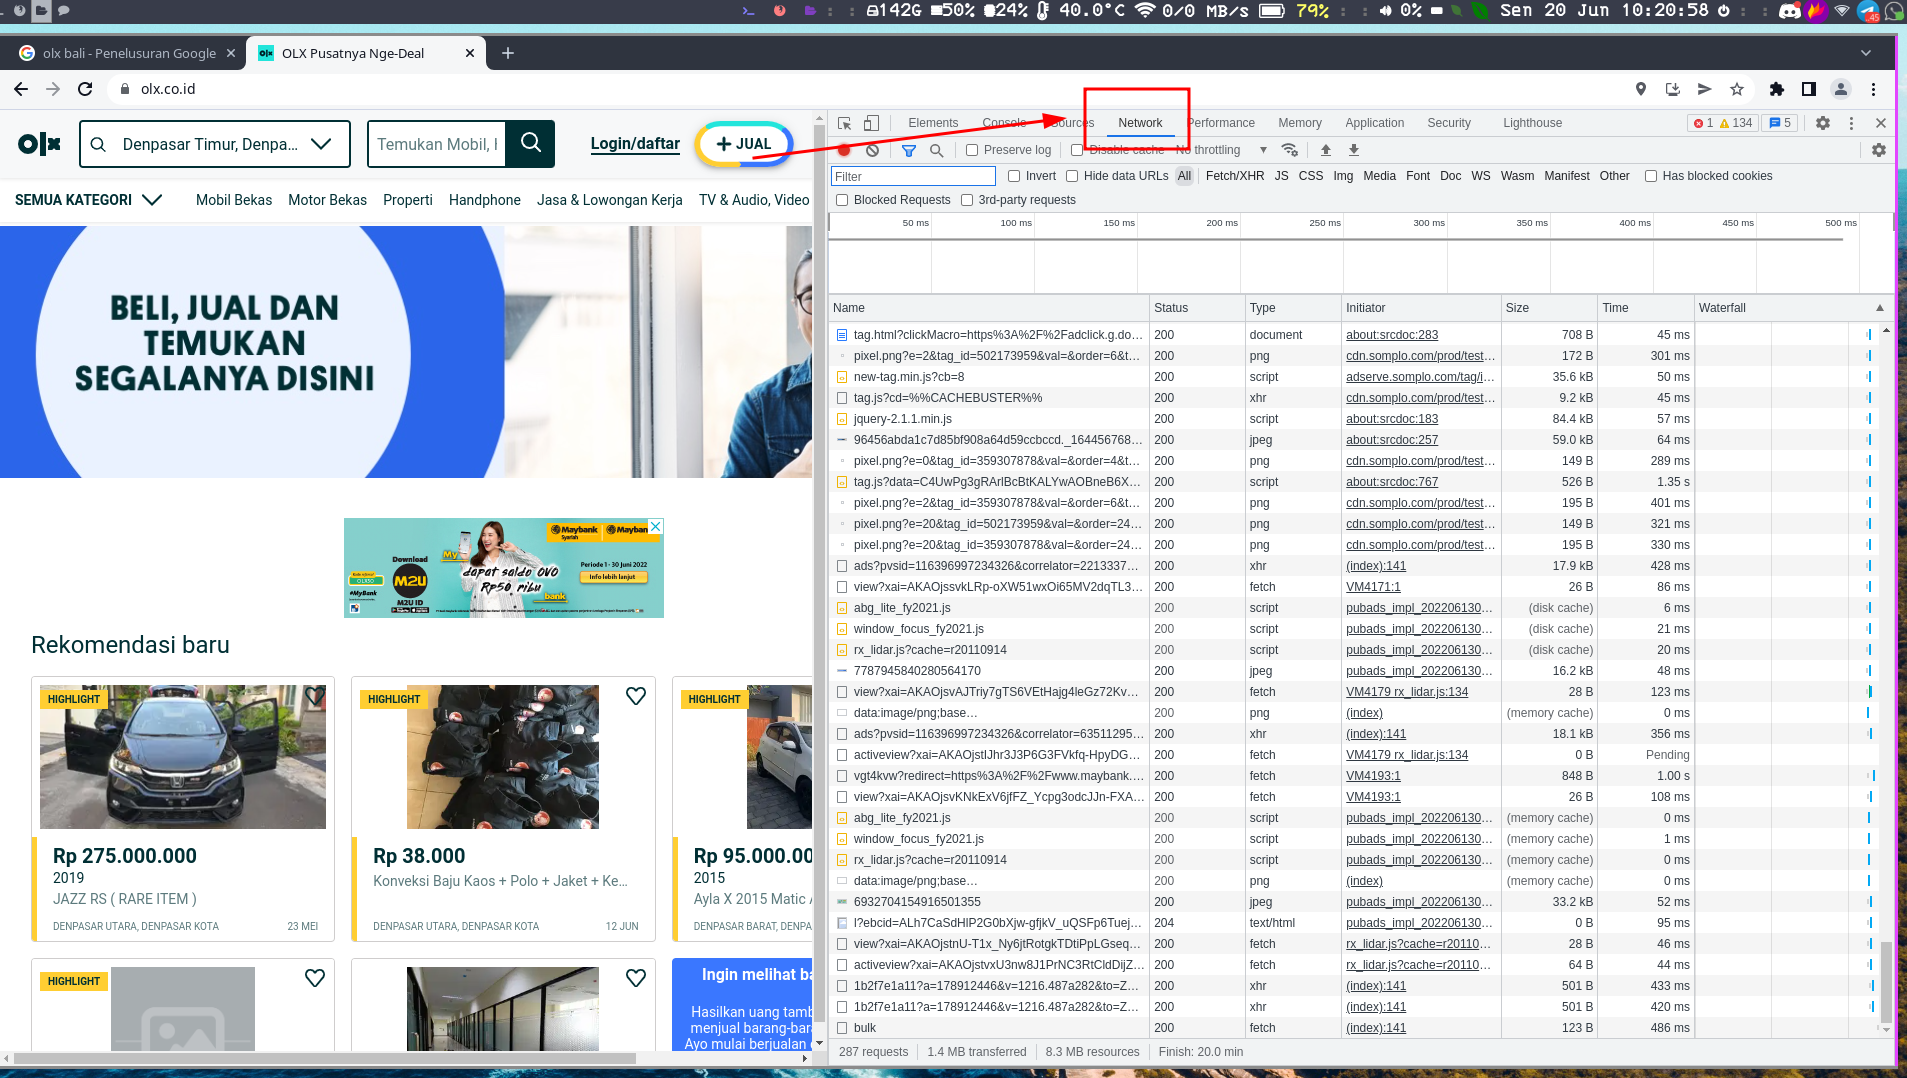 142G 50% 24% 40.0°C 0/0 MB/s 79% 0% Sen 20 Jun 10:20:58
45
olx bali - Penelusuran Google
OLX Pusatnya Nge-Deal
olx.co.id
olx
Denpasar Timur, Denpa...
Temukan Mobil, H
Login/daftar
JUAL
SEMUA KATEGORI
Mobil Bekas Motor Bekas Properti Handphone Jasa & Lowongan Kerja TV & Audio, Video
BELI, JUAL DAN
TEMUKAN
SEGALANYA DISINI
Maybank Syariah
Maybank
Download
M2U
M2U ID
OLX50
#MyBank
My
dapat saldo OVO
Rp50 ribu
bank
Periode 1 - 30 Juni 2022
Info lebih lanjut
Rekomendasi baru
HIGHLIGHT
Rp 275.000.000
2019
JAZZ RS ( RARE ITEM )
DENPASAR UTARA, DENPASAR KOTA 23 MEI
HIGHLIGHT
Rp 38.000
Konveksi Baju Kaos + Polo + Jaket + Ke...
DENPASAR UTARA, DENPASAR KOTA 12 JUN
HIGHLIGHT
Rp 95.000.00
2015
Ayla X 2015 Matic A
DENPASAR BARAT, DENPA
HIGHLIGHT
Ingin melihat ba
Hasilkan uang tamb
menjual barang-bara
Ayo mulai berjualan
Elements Console Sources Network Performance Memory Application Security Lighthouse 1 134 5
Preserve log Disable cache No throttling
Filter Invert Hide data URLs All Fetch/XHR JS CSS Img Media Font Doc WS Wasm Manifest Other Has blocked cookies
Blocked Requests 3rd-party requests
50 ms 100 ms 150 ms 200 ms 250 ms 300 ms 350 ms 400 ms 450 ms 500 ms
Name Status Type Initiator Size Time Waterfall
tag.html?clickMacro=https%3A%2F%2Fadclick.g.do... 200 document about:srcdoc:283 708 B 45 ms
pixel.png?e=2&tag_id=502173959&val=&order=6&t... 200 png cdn.somplo.com/prod/test... 172 B 301 ms
new-tag.min.js?cb=8 200 script adserve.somplo.com/tag/i... 35.6 kB 50 ms
tag.js?cd=%%CACHEBUSTER%% 200 xhr cdn.somplo.com/prod/test... 9.2 kB 45 ms
jquery-2.1.1.min.js 200 script about:srcdoc:183 84.4 kB 57 ms
96456abda1c7d85bf908a64d59ccbccd._164456768... 200 jpeg about:srcdoc:257 59.0 kB 64 ms
pixel.png?e=0&tag_id=359307878&val=&order=4&t... 200 png cdn.somplo.com/prod/test... 149 B 289 ms
tag.js?data=C4UwPg3gRArlBcBtKALYwAOBneB6X... 200 script about:srcdoc:767 526 B 1.35 s
pixel.png?e=2&tag_id=359307878&val=&order=6&t... 200 png cdn.somplo.com/prod/test... 195 B 401 ms
pixel.png?e=20&tag_id=502173959&val=&order=24... 200 png cdn.somplo.com/prod/test... 149 B 321 ms
pixel.png?e=20&tag_id=359307878&val=&order=24... 200 png cdn.somplo.com/prod/test... 195 B 330 ms
ads?pvsid=116396997234326&correlator=2213337... 200 xhr (index):141 17.9 kB 428 ms
view?xai=AKAOjssvkLRp-oXW51wxOi65MV2dqTL3... 200 fetch VM4171:1 26 B 86 ms
abg_lite_fy2021.js 200 script pubads_impl_202206130... (disk cache) 6 ms
window_focus_fy2021.js 200 script pubads_impl_202206130... (disk cache) 21 ms
rx_lidar.js?cache=r20110914 200 script pubads_impl_202206130... (disk cache) 20 ms
7787945840280564170 200 jpeg pubads_impl_202206130... 16.2 kB 48 ms
view?xai=AKAOjsvAJTriy7gTS6VEtHajg4leGz72Kv... 200 fetch VM4179 rx_lidar.js:134 28 B 123 ms
data:image/png;base... 200 png (index) (memory cache) 0 ms
ads?pvsid=116396997234326&correlator=63511295... 200 xhr (index):141 18.1 kB 356 ms
activeview?xai=AKAOjstlJhr3J3P6G3FVkfq-HpyDG... 200 fetch VM4179 rx_lidar.js:134 0 B Pending
vgt4kvw?redirect=https%3A%2F%2Fwww.maybank.... 200 fetch VM4193:1 848 B 1.00 s
view?xai=AKAOjsvKNkExV6jfFZ_Ycpg3odcJJn-FXA... 200 fetch VM4193:1 26 B 108 ms
abg_lite_fy2021.js 200 script pubads_impl_202206130... (memory cache) 0 ms
window_focus_fy2021.js 200 script pubads_impl_202206130... (memory cache) 1 ms
rx_lidar.js?cache=r20110914 200 script pubads_impl_202206130... (memory cache) 0 ms
data:image/png;base... 200 png (index) (memory cache) 0 ms
6932704154916501355 200 jpeg pubads_impl_202206130... 33.2 kB 52 ms
l?ebcid=ALh7CaSdHlP2G0bXjw-gfjkV_uQSFp6Tuej... 204 text/html pubads_impl_202206130... 0 B 95 ms
view?xai=AKAOjstnU-T1x_Ny6jtRotgkTDtiPpLGseq... 200 fetch rx_lidar.js?cache=r20110... 28 B 46 ms
activeview?xai=AKAOjstvxU3nw8J1PrNC3RtCldDijZ... 200 fetch rx_lidar.js?cache=r20110... 64 B 44 ms
1b2f7e1a11?a=178912446&v=1216.487a282&to=Z... 200 xhr (index):141 501 B 433 ms
1b2f7e1a11?a=178912446&v=1216.487a282&to=Z... 200 xhr (index):141 501 B 420 ms
bulk 200 fetch (index):141 123 B 486 ms
287 requests 1.4 MB transferred 8.3 MB resources Finish: 20.0 min